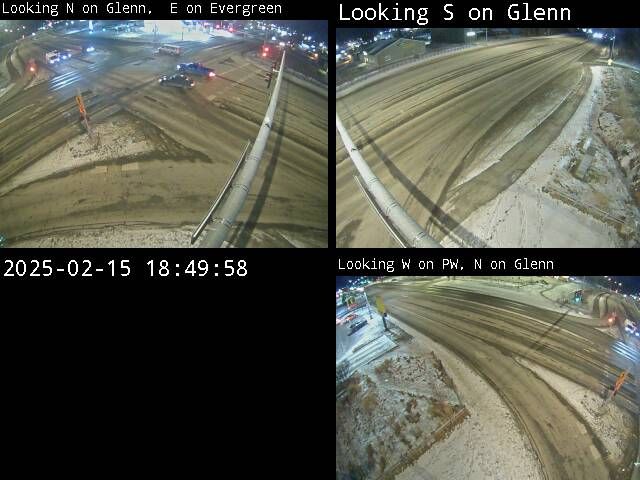 Looking N on Glenn,  E on Evergreen
Looking S on Glenn
2025-02-15 18:49:58
Looking W on PW, N on Glenn